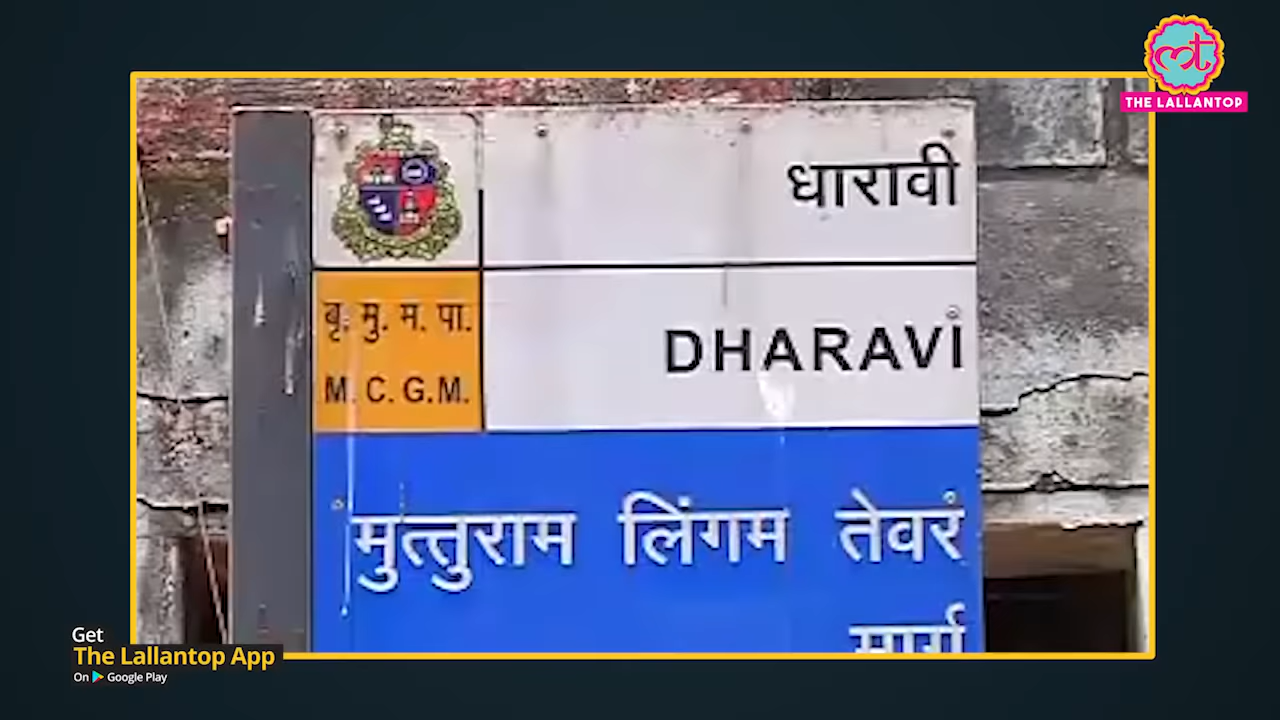 THE LALLANTOP
धारावी
बृ. मु. म. पा.
M. C. G.M.
DHARAVI
मुत्तुराम लिंगम तेवर
मार्ग
Get
The Lallantop App
On Google Play